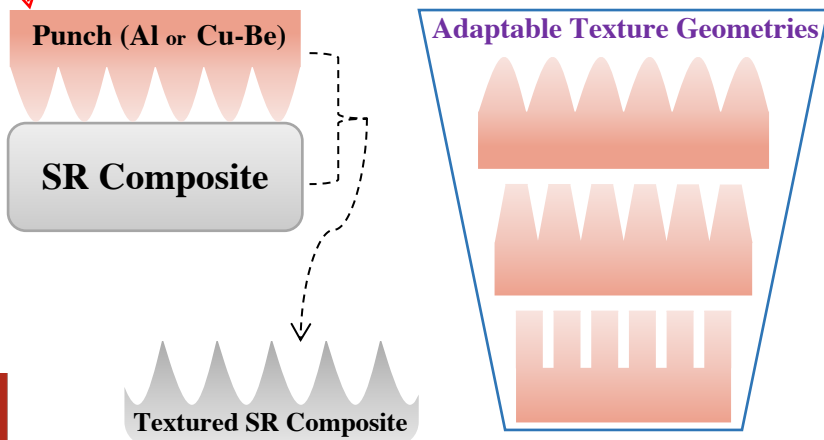 Punch (Al or Cu-Be)
SR Composite
Textured SR Composite
Adaptable Texture Geometries